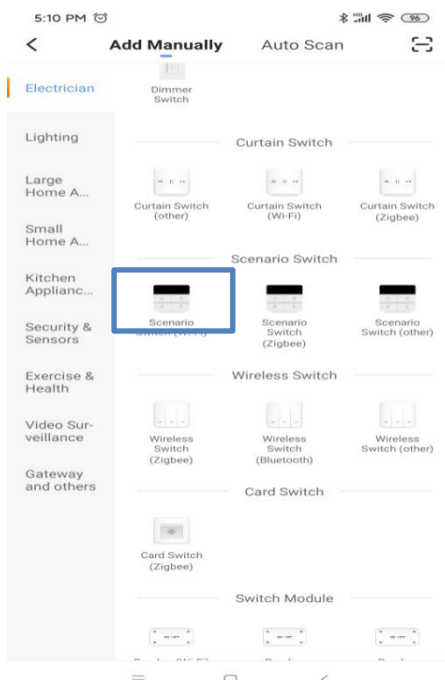 5:10 PM
96
Add Manually
Auto Scan
Electrician
Dimmer
Switch
Lighting
Curtain Switch
Large
Home A...
Curtain Switch
(other)
Curtain Switch
(Wi-Fi)
Curtain Switch
(Zigbee)
Small
Home A...
Scenario Switch
Kitchen
Applianc...
Scenario
Switch (Wi-Fi)
Scenario
Switch
(Zigbee)
Scenario
Switch (other)
Security &
Sensors
Exercise &
Health
Wireless Switch
Video Sur-
veillance
Wireless
Switch
(Zigbee)
Wireless
Switch
(Bluetooth)
Wireless
Switch (other)
Gateway
and others
Card Switch
Card Switch
(Zigbee)
Switch Module